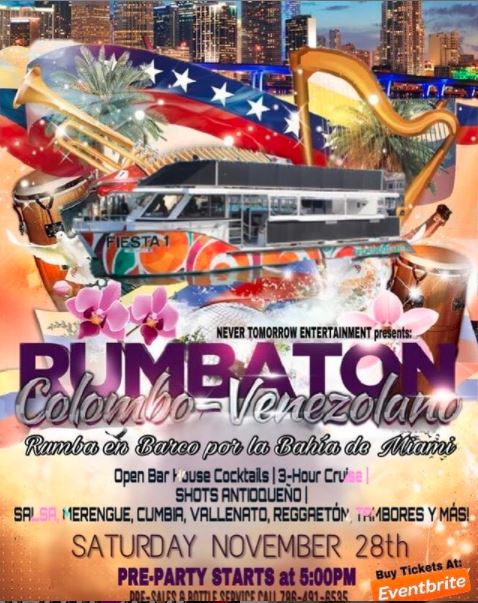 FIESTA 1
NEVER TOMORROW ENTERTAINMENT presents:
RUMBATON
Colombo-Venezolano
Rumba en Barco por la Bahía de Miami
Open Bar House Cocktails | 3-Hour Cruise |
SHOTS ANTIOQUEÑO |
SALSA, MERENGUE, CUMBIA, VALLENATO, REGGAETÓN, TAMBORES Y MÁS!
SATURDAY NOVEMBER 28th
PRE-PARTY STARTS at 5:00PM
Buy Tickets At:
Eventbrite
PRE-SALES & BOTTLE SERVICE CALL 786-491-6535